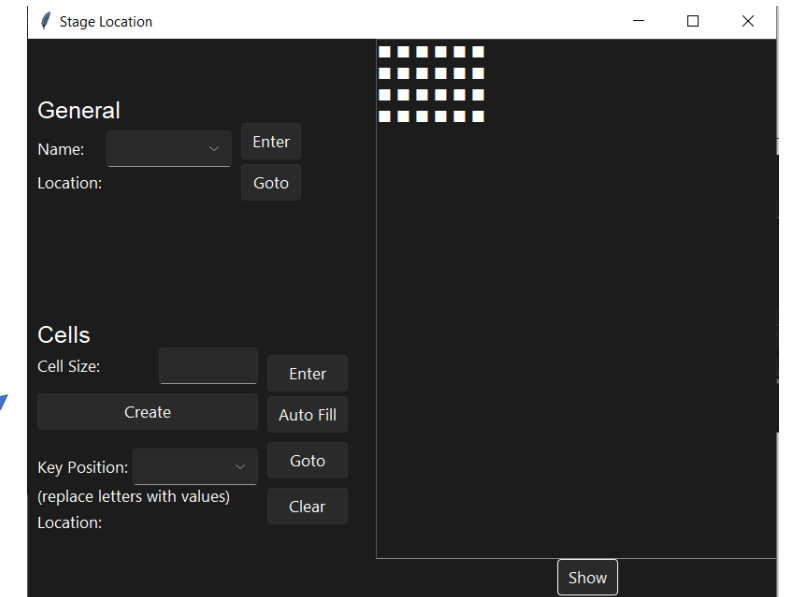 Stage Location
General
Name:
Enter
Location:
Goto
Cells
Cell Size:
Enter
Create
Auto Fill
Key Position:
Goto
(replace letters with values)
Clear
Location:
Show